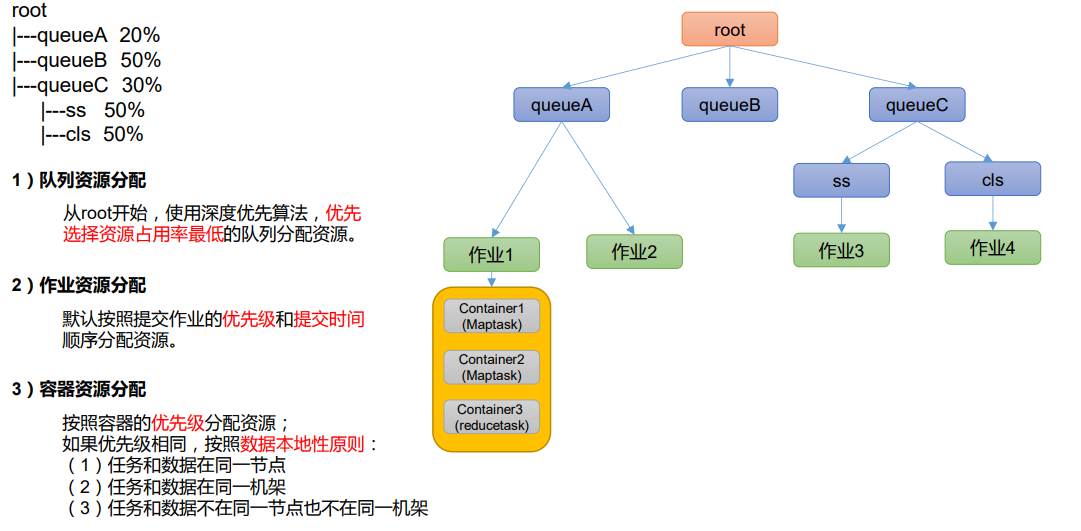 root
|---queueA 20%
|---queueB 50%
|---queueC 30%
|---ss 50%
|---cls 50%
1）队列资源分配
从root开始，使用深度优先算法，优先
选择资源占用率最低的队列分配资源。
2）作业资源分配
默认按照提交作业的优先级和提交时间
顺序分配资源。
3）容器资源分配
按照容器的优先级分配资源；
如果优先级相同，按照数据本地性原则：
（1）任务和数据在同一节点
（2）任务和数据在同一机架
（3）任务和数据不在同一节点也不在同一机架
root
queueA
queueB
queueC
ss
cls
作业1
作业2
作业3
作业4
Container1
(Maptask)
Container2
(Maptask)
Container3
(reducetask)